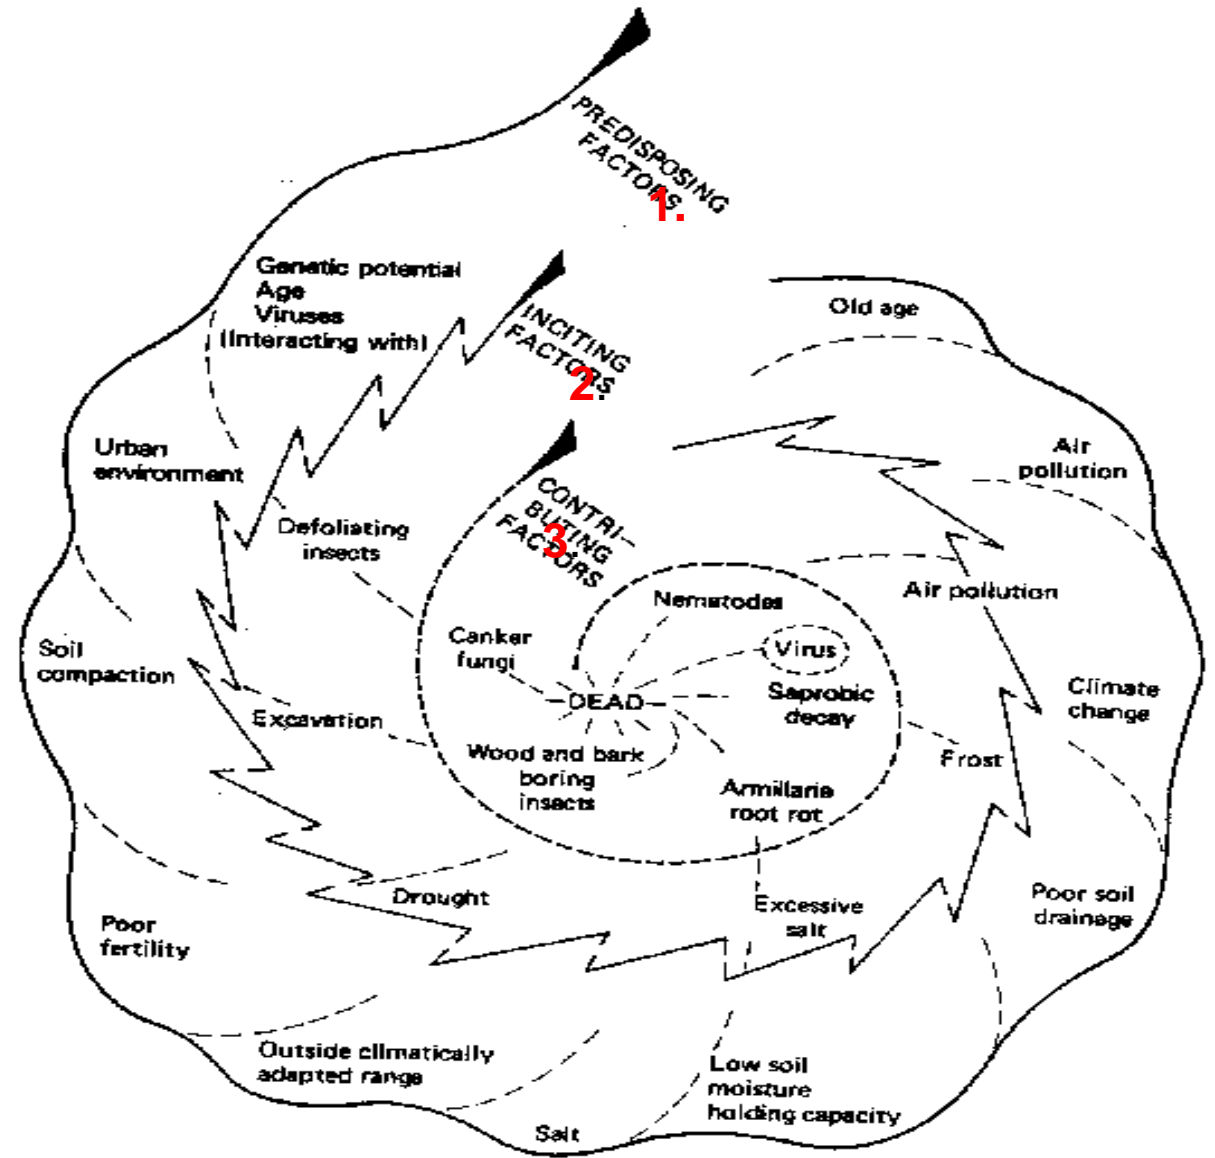 PREDISPOSING
FACTORS
1.
Genetic potential
Age
Viruses
(Interacting with)
INCITING
FACTORS
2.
Old age
Urban
environment
Air
pollution
CONTRI-
BUTING
FACTORS
3.
Defoliating
insects
Nematodes
Air pollution
Canker
fungi
Virus
Soil
compaction
DEAD
Saprobic
decay
Climate
change
Excavation
Wood and bark
boring
insects
Frost
Armillaria
root rot
Drought
Excessive
salt
Poor soil
drainage
Poor
fertility
Outside climatically
adapted range
Low soil
moisture
holding capacity
Salt